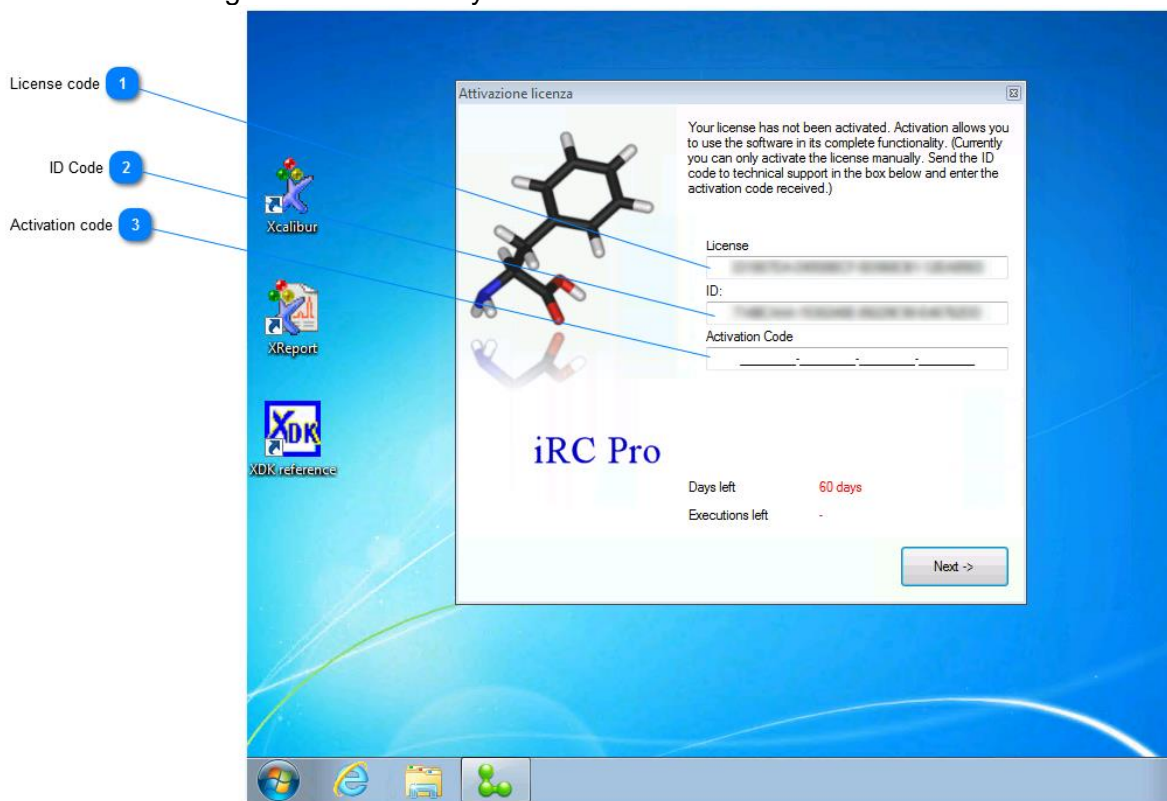 License code 1
ID Code 2
Activation code 3
Xcalibur
XReport
XDK
XDK reference
Attivazione licenza
Your license has not been activated. Activation allows you
to use the software in its complete functionality. (Currently
you can only activate the license manually. Send the ID
code to technical support in the box below and enter the
activation code received.)
License
ID:
Activation Code
iRC Pro
Days left 60 days
Executions left -
Next ->